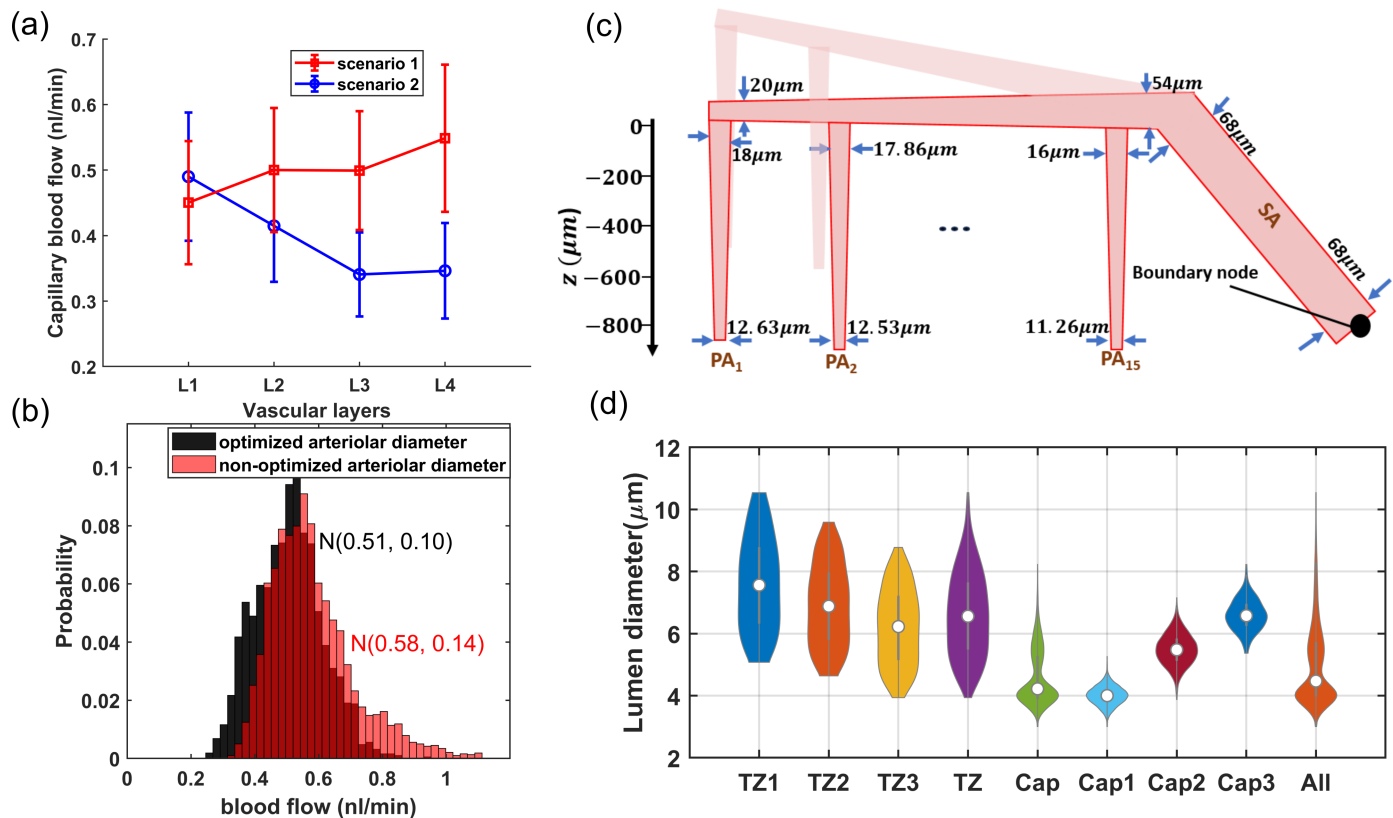 (a)
0.7
0.6
0.5
0.4
0.3
0.2
Capillary blood flow (nl/min)
scenario 1
scenario 2
L1 L2 L3 L4
Vascular layers
(b)
optimized arteriolar diameter
non-optimized arteriolar diameter
0.1
0.08
0.06
0.04
0.02
0
Probability
N(0.51, 0.10)
N(0.58, 0.14)
0 0.2 0.4 0.6 0.8 1
blood flow (nl/min)
(c)
20μm
54μm
68μm
0
-200
-400
-600
-800
z (μm)
18μm
17.86μm
16μm
SA
68μm
Boundary node
12.63μm
12.53μm
11.26μm
PA1
PA2
PA15
(d)
12
10
8
6
4
2
Lumen diameter(μm)
TZ1 TZ2 TZ3 TZ Cap Cap1 Cap2 Cap3 All